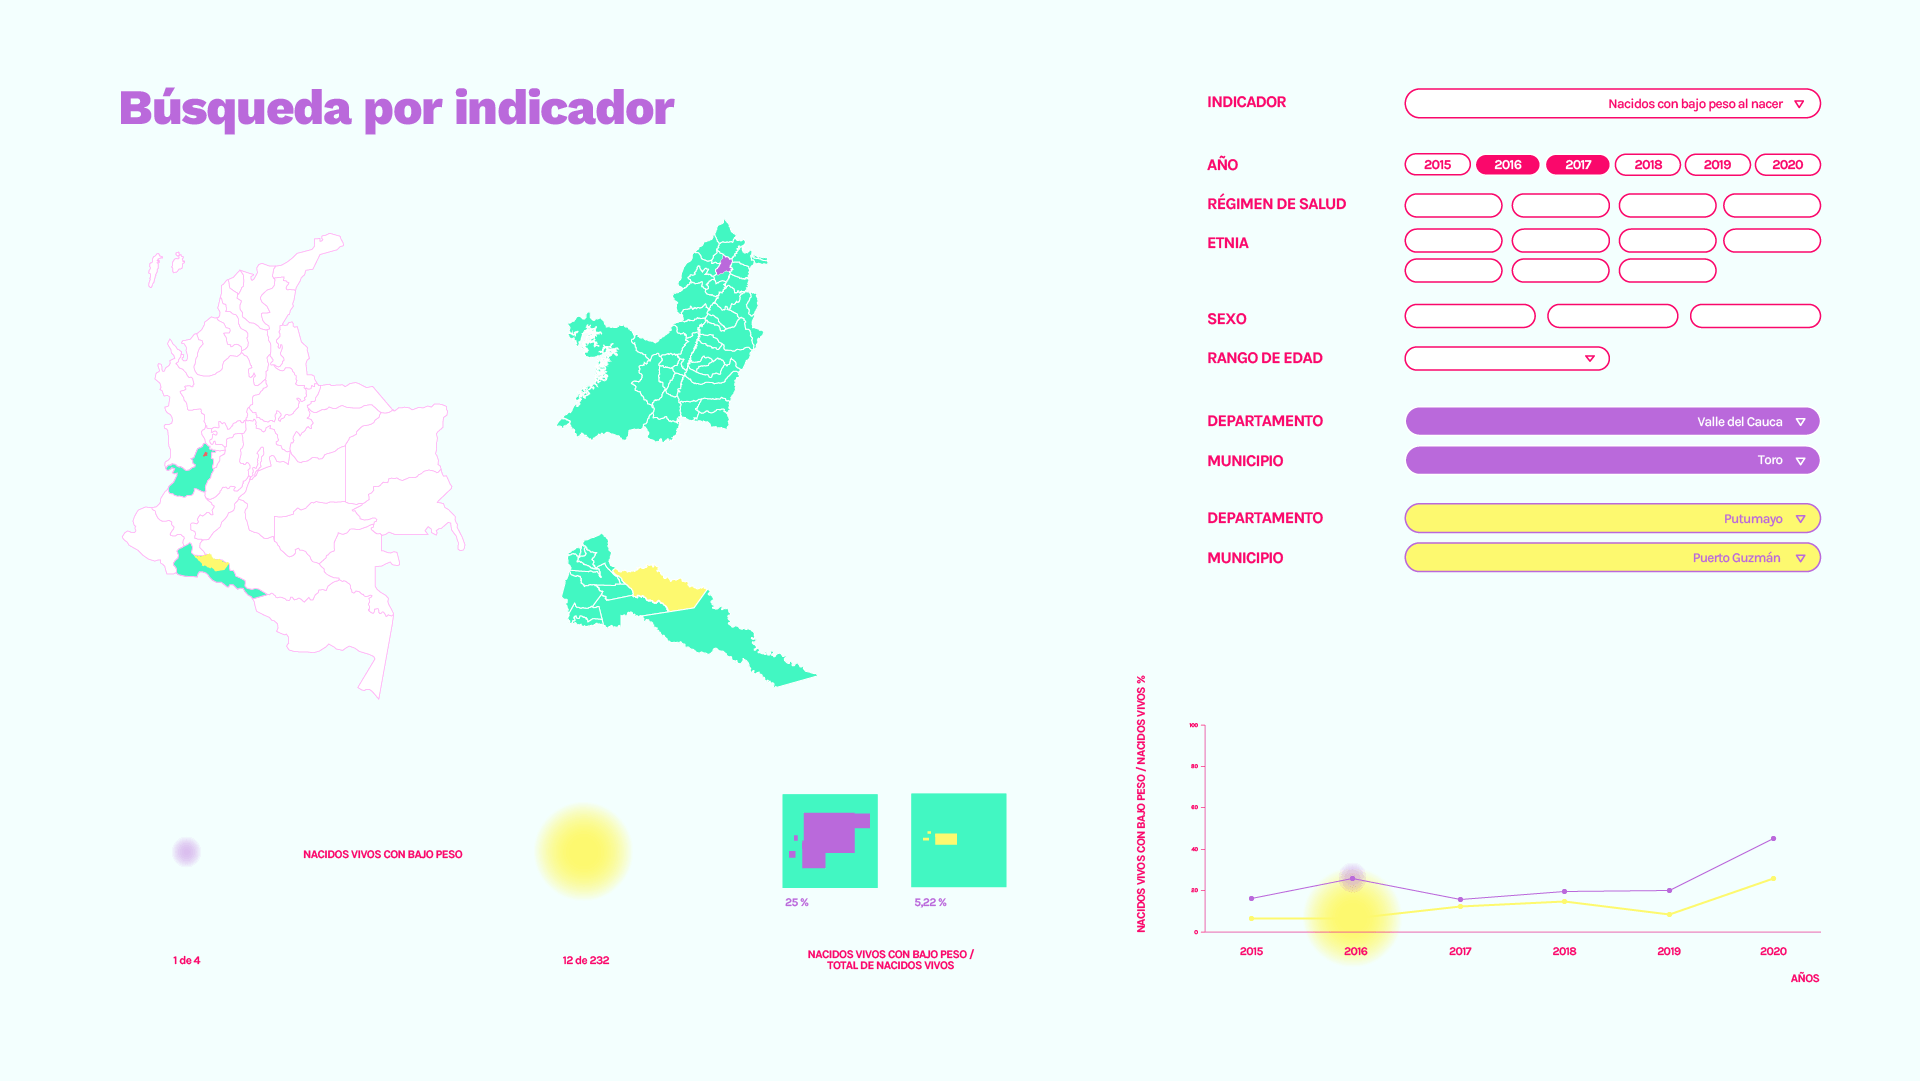 Búsqueda por indicador
INDICADOR
Nacidos con bajo peso al nacer
AÑO
2015 2016 2017 2018 2019 2020
RÉGIMEN DE SALUD
ETNIA
SEXO
RANGO DE EDAD
DEPARTAMENTO
Valle del Cauca
MUNICIPIO
Toro
DEPARTAMENTO
Putumayo
MUNICIPIO
Puerto Guzmán
NACIDOS VIVOS CON BAJO PESO
1 de 4
12 de 232
25 %
5,22 %
NACIDOS VIVOS CON BAJO PESO /
TOTAL DE NACIDOS VIVOS
NACIDOS VIVOS CON BAJO PESO / NACIDOS VIVOS %
100
80
60
40
20
0
2015 2016 2017 2018 2019 2020
AÑOS